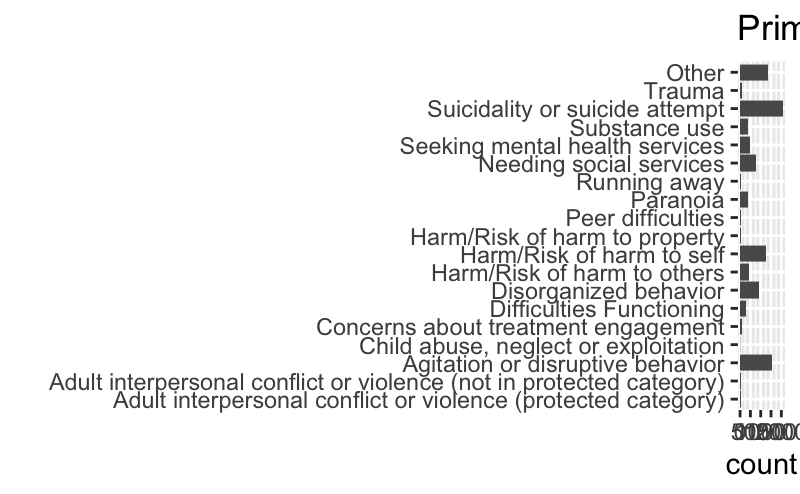 Prim
Other
Trauma
Suicidality or suicide attempt
Substance use
Seeking mental health services
Needing social services
Running away
Paranoia
Peer difficulties
Harm/Risk of harm to property
Harm/Risk of harm to self
Harm/Risk of harm to others
Disorganized behavior
Difficulties Functioning
Concerns about treatment engagement
Child abuse, neglect or exploitation
Agitation or disruptive behavior
Adult interpersonal conflict or violence (not in protected category)
Adult interpersonal conflict or violence (protected category)
count